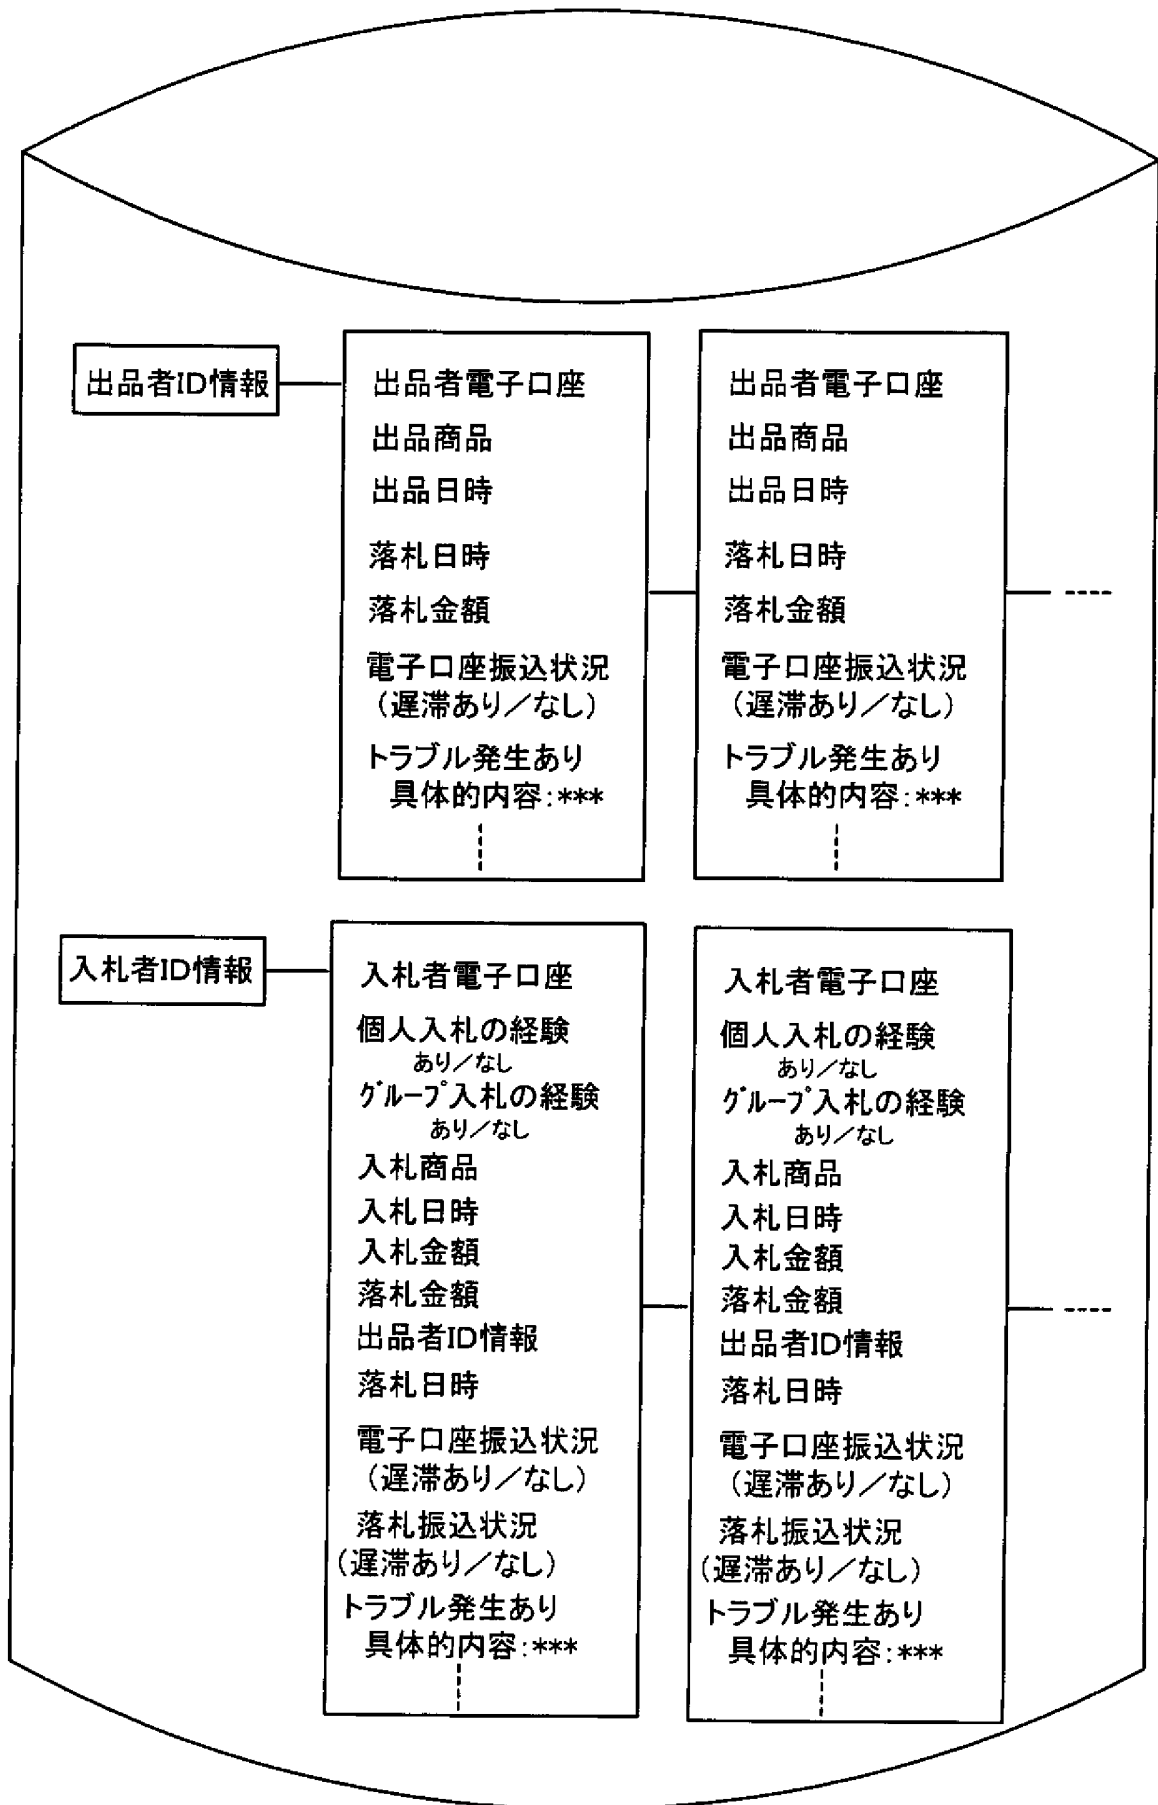 出品者ID情報
出品者電子口座
出品商品
出品日時
落札日時
落札金額
電子口座振込状況
(遅滞あり／なし)
トラブル発生あり
具体的内容:***
出品者電子口座
出品商品
出品日時
落札日時
落札金額
電子口座振込状況
(遅滞あり／なし)
トラブル発生あり
具体的内容:***
入札者ID情報
入札者電子口座
個人入札の経験
あり／なし
グループ入札の経験
あり／なし
入札商品
入札日時
入札金額
落札金額
出品者ID情報
落札日時
電子口座振込状況
(遅滞あり／なし)
落札振込状況
(遅滞あり／なし)
トラブル発生あり
具体的内容:***
入札者電子口座
個人入札の経験
あり／なし
グループ入札の経験
あり／なし
入札商品
入札日時
入札金額
落札金額
出品者ID情報
落札日時
電子口座振込状況
(遅滞あり／なし)
落札振込状況
(遅滞あり／なし)
トラブル発生あり
具体的内容:***